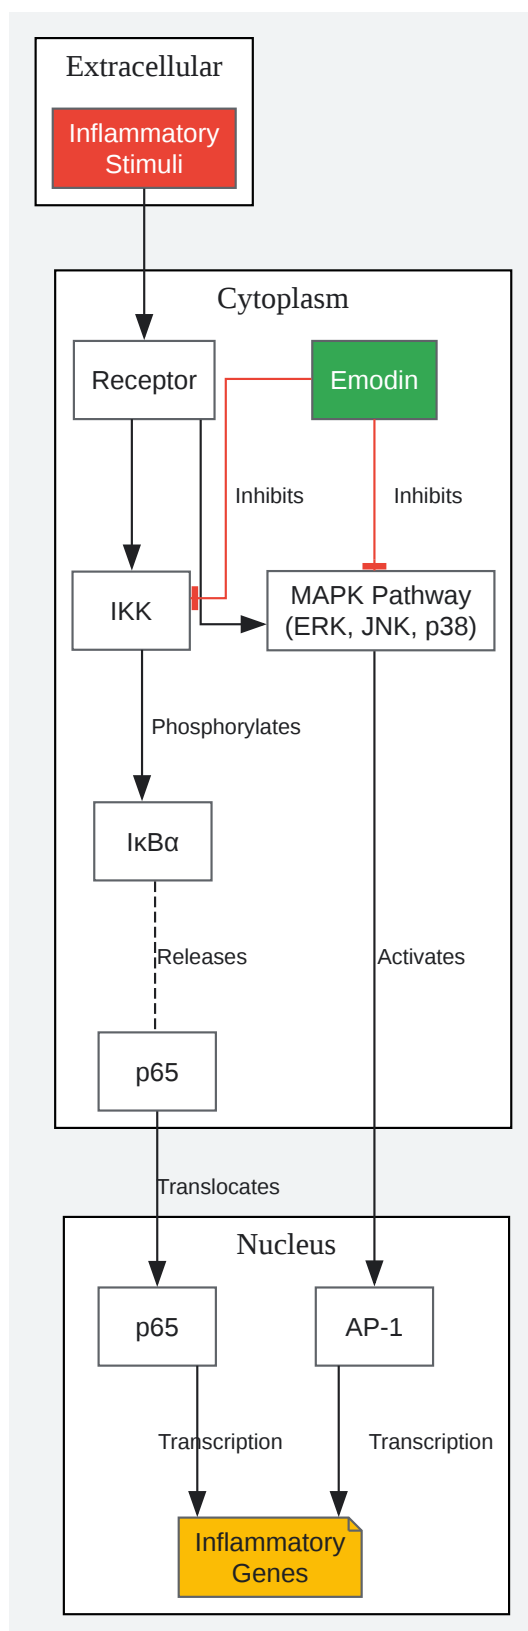 Extracellular
Inflammatory
Stimuli
Cytoplasm
Receptor
Emodin
Inhibits
Inhibits
IKK
MAPK Pathway
(ERK, JNK, p38)
Phosphorylates
IκBα
Releases
Activates
p65
Translocates
Nucleus
p65
AP-1
Transcription
Transcription
Inflammatory
Genes